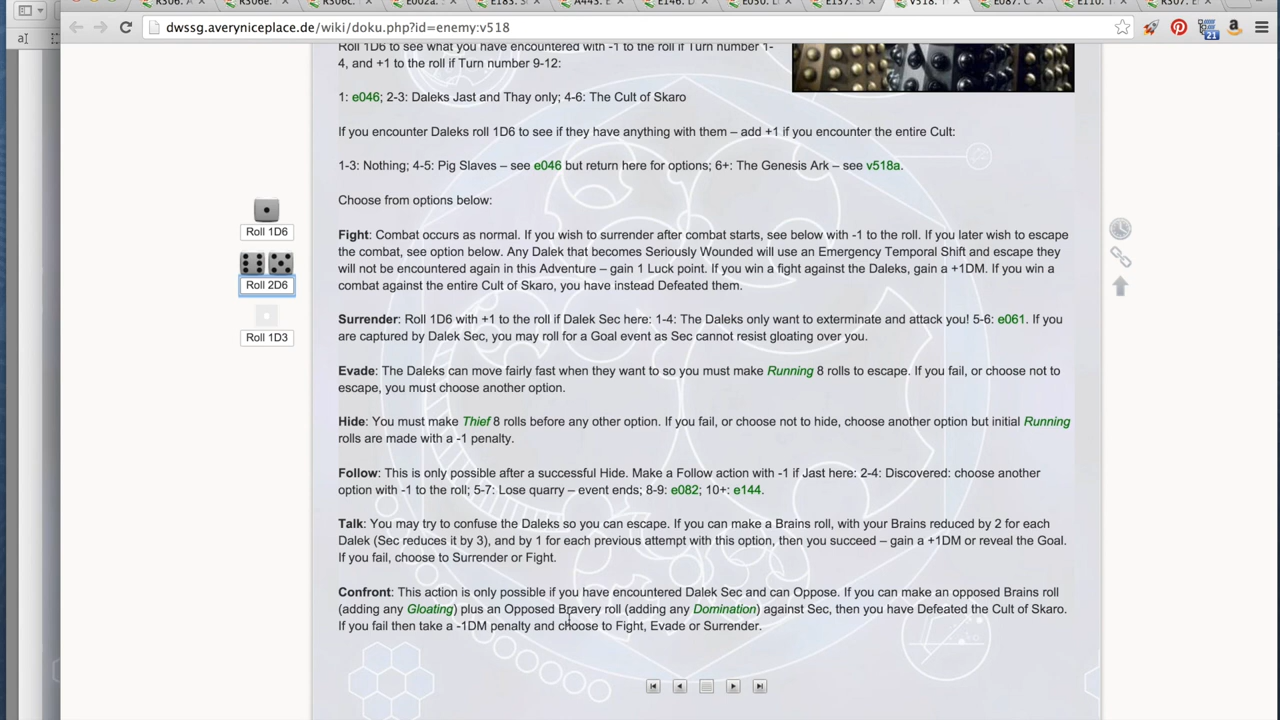 R306. A
R306e.
R306c.
E002a.
E183. S
A443. E
E146. D
E050. L
E137. S
V518. T
E087. C
E110. T
R307. E
dwssg.averyniceplace.de/wiki/doku.php?id=enemy:v518
21
Roll 1D6 to see what you have encountered with -1 to the roll if Turn number 1-
4, and +1 to the roll if Turn number 9-12:
1: e046; 2-3: Daleks Jast and Thay only; 4-6: The Cult of Skaro
If you encounter Daleks roll 1D6 to see if they have anything with them – add +1 if you encounter the entire Cult:
1-3: Nothing; 4-5: Pig Slaves – see e046 but return here for options; 6+: The Genesis Ark – see v518a.
Choose from options below:
Roll 1D6
Roll 2D6
Roll 1D3
Fight: Combat occurs as normal. If you wish to surrender after combat starts, see below with -1 to the roll. If you later wish to escape
the combat, see option below. Any Dalek that becomes Seriously Wounded will use an Emergency Temporal Shift and escape they
will not be encountered again in this Adventure – gain 1 Luck point. If you win a fight against the Daleks, gain a +1DM. If you win a
combat against the entire Cult of Skaro, you have instead Defeated them.
Surrender: Roll 1D6 with +1 to the roll if Dalek Sec here: 1-4: The Daleks only want to exterminate and attack you! 5-6: e061. If you
are captured by Dalek Sec, you may roll for a Goal event as Sec cannot resist gloating over you.
Evade: The Daleks can move fairly fast when they want to so you must make Running 8 rolls to escape. If you fail, or choose not to
escape, you must choose another option.
Hide: You must make Thief 8 rolls before any other option. If you fail, or choose not to hide, choose another option but initial Running
rolls are made with a -1 penalty.
Follow: This is only possible after a successful Hide. Make a Follow action with -1 if Jast here: 2-4: Discovered: choose another
option with -1 to the roll; 5-7: Lose quarry – event ends; 8-9: e082; 10+: e144.
Talk: You may try to confuse the Daleks so you can escape. If you can make a Brains roll, with your Brains reduced by 2 for each
Dalek (Sec reduces it by 3), and by 1 for each previous attempt with this option, then you succeed – gain a +1DM or reveal the Goal.
If you fail, choose to Surrender or Fight.
Confront: This action is only possible if you have encountered Dalek Sec and can Oppose. If you can make an opposed Brains roll
(adding any Gloating) plus an Opposed Bravery roll (adding any Domination) against Sec, then you have Defeated the Cult of Skaro.
If you fail then take a -1DM penalty and choose to Fight, Evade or Surrender.